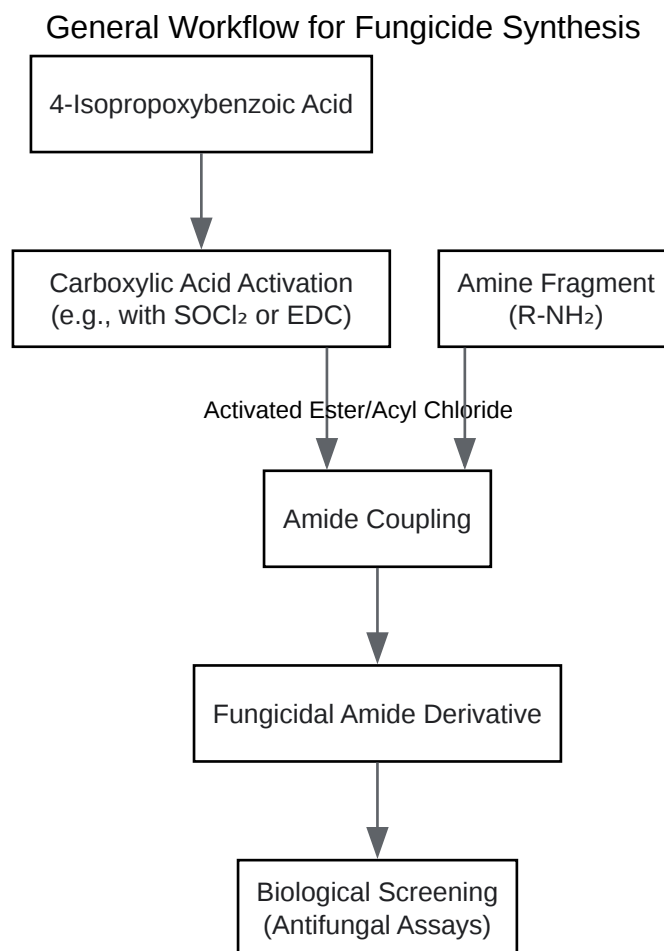 General Workflow for Fungicide Synthesis
4-Isopropoxybenzoic Acid
Carboxylic Acid Activation
(e.g., with SOCl₂ or EDC)
Amine Fragment
(R-NH₂)
Activated Ester/Acyl Chloride
Amide Coupling
Fungicidal Amide Derivative
Biological Screening
(Antifungal Assays)